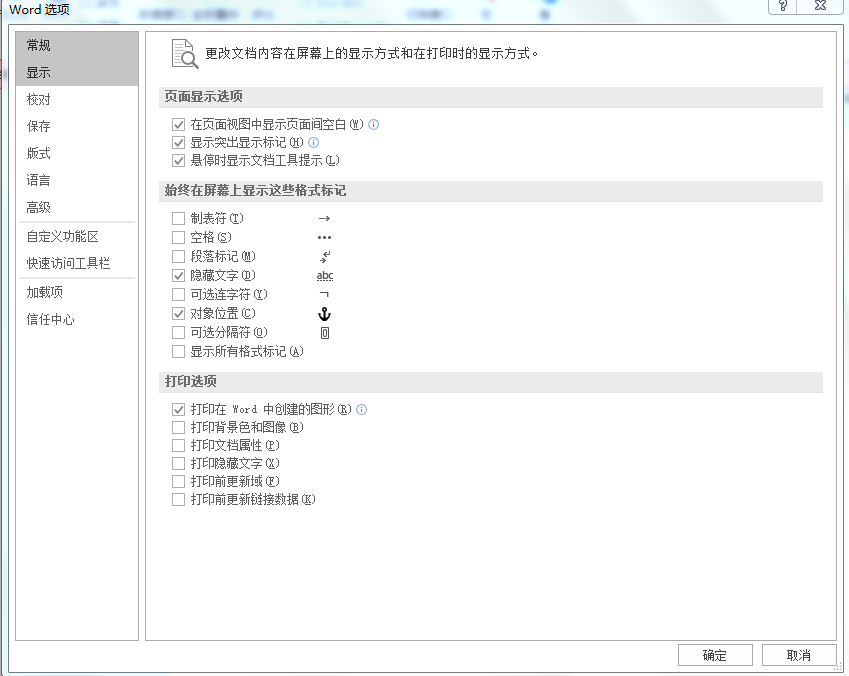 Word 选项
常规
显示
校对
保存
版式
语言
高级
自定义功能区
快速访问工具栏
加载项
信任中心
更改文档内容在屏幕上的显示方式和在打印时的显示方式。
页面显示选项
在页面视图中显示页面间空白(W)
显示突出显示标记(H)
悬停时显示文档工具提示(L)
始终在屏幕上显示这些格式标记
制表符(T) →
空格(S) ···
段落标记(M)
隐藏文字(D) abc
可选连字符(Y) ¬
对象位置(C)
可选分隔符(O)
显示所有格式标记(A)
打印选项
打印在 Word 中创建的图形(R)
打印背景色和图像(B)
打印文档属性(P)
打印隐藏文字(X)
打印前更新域(F)
打印前更新链接数据(K)
确定 取消